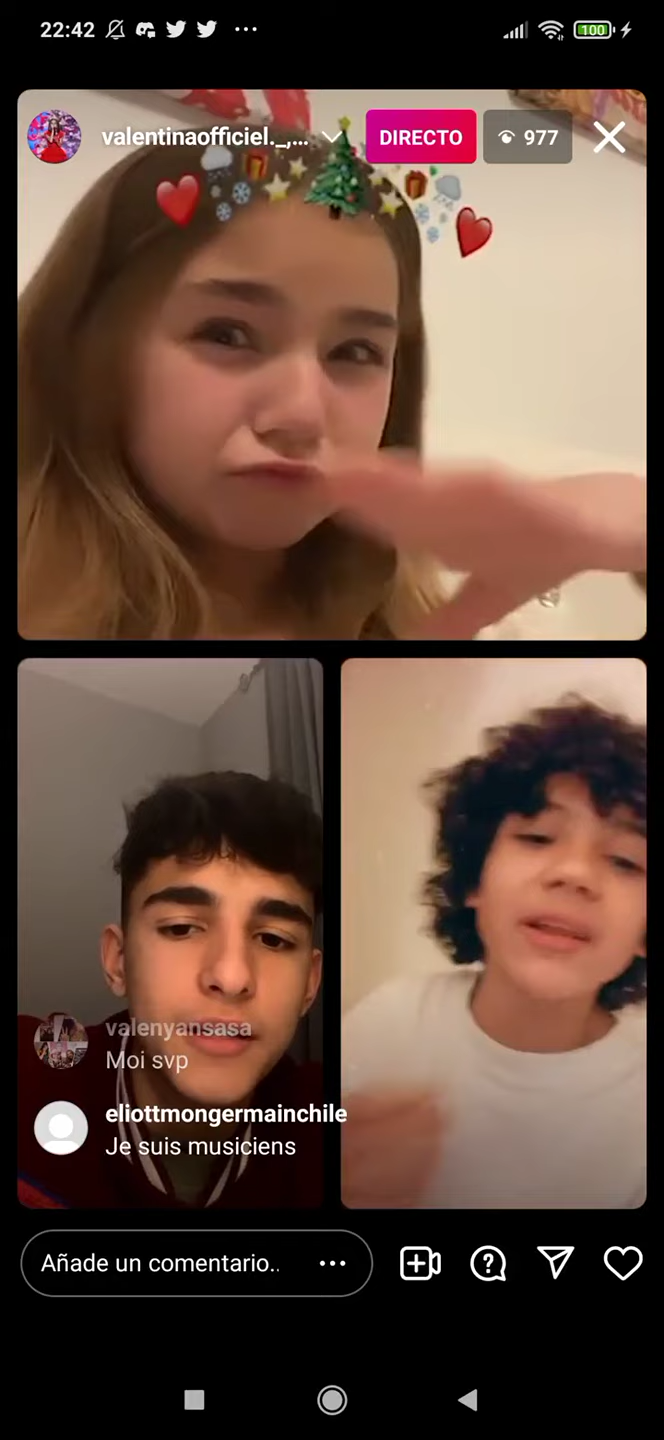 22:42
100
valentinaofficiel._,...
DIRECTO
977
valenyansasa
Moi svp
eliottmongermainchile
Je suis musiciens
Añade un comentario..